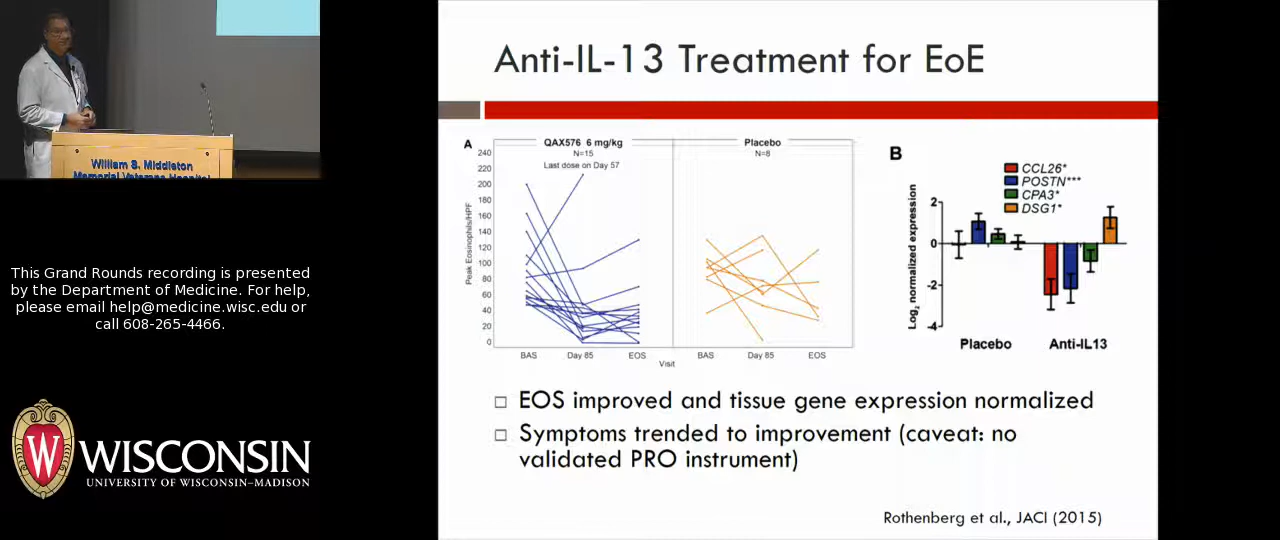 William S. Middleton
Memorial Veterans Hospital
This Grand Rounds recording is presented
by the Department of Medicine. For help,
please email help@medicine.wisc.edu or
call 608-265-4466.
WISCONSIN
UNIVERSITY OF WISCONSIN–MADISON
Anti-IL-13 Treatment for EoE
A
QAX576 6 mg/kg
N=15
Last dose on Day 57
Placebo
N=8
Peak Eosinophils/HPF
240
220
200
180
160
140
120
100
80
60
40
20
0
BAS
Day 85
EOS
BAS
Day 85
EOS
Visit
B
CCL26*
POSTN***
CPA3*
DSG1*
Log2 normalized expression
2
0
-2
-4
Placebo
Anti-IL13
EOS improved and tissue gene expression normalized
Symptoms trended to improvement (caveat: no
validated PRO instrument)
Rothenberg et al., JACI (2015)